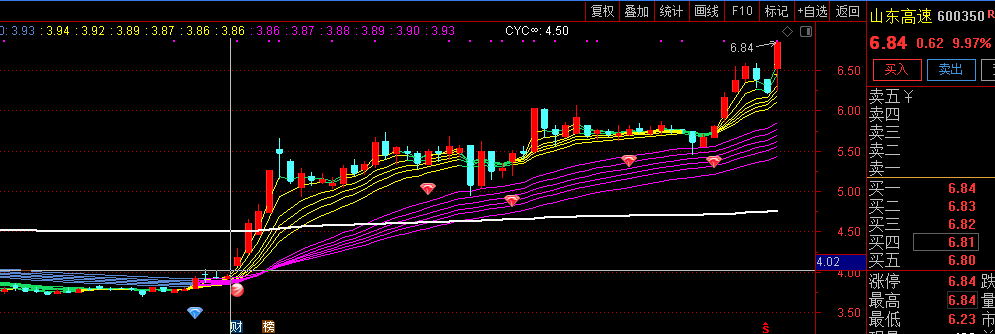 复权 叠加 统计 画线 F10 标记 +自选 返回
山东高速 600350 R
0: 3.93 : 3.94 : 3.92 : 3.89 : 3.87 : 3.86 : 3.86 : 3.86 : 3.87 : 3.88 : 3.89 : 3.90 : 3.93 CYC∞: 4.50
6.84 0.62 9.97%
6.84
买入 卖出
6.50
卖五 ¥
6.00
卖四
卖三
5.50
卖二
卖一
5.00
买一 6.84
买二 6.83
4.50
买三 6.82
买四 6.81
4.02
买五 6.80
4.00
涨停 6.84 跌
最高 6.84 量
3.50
最低 6.23 市
财 榜
S